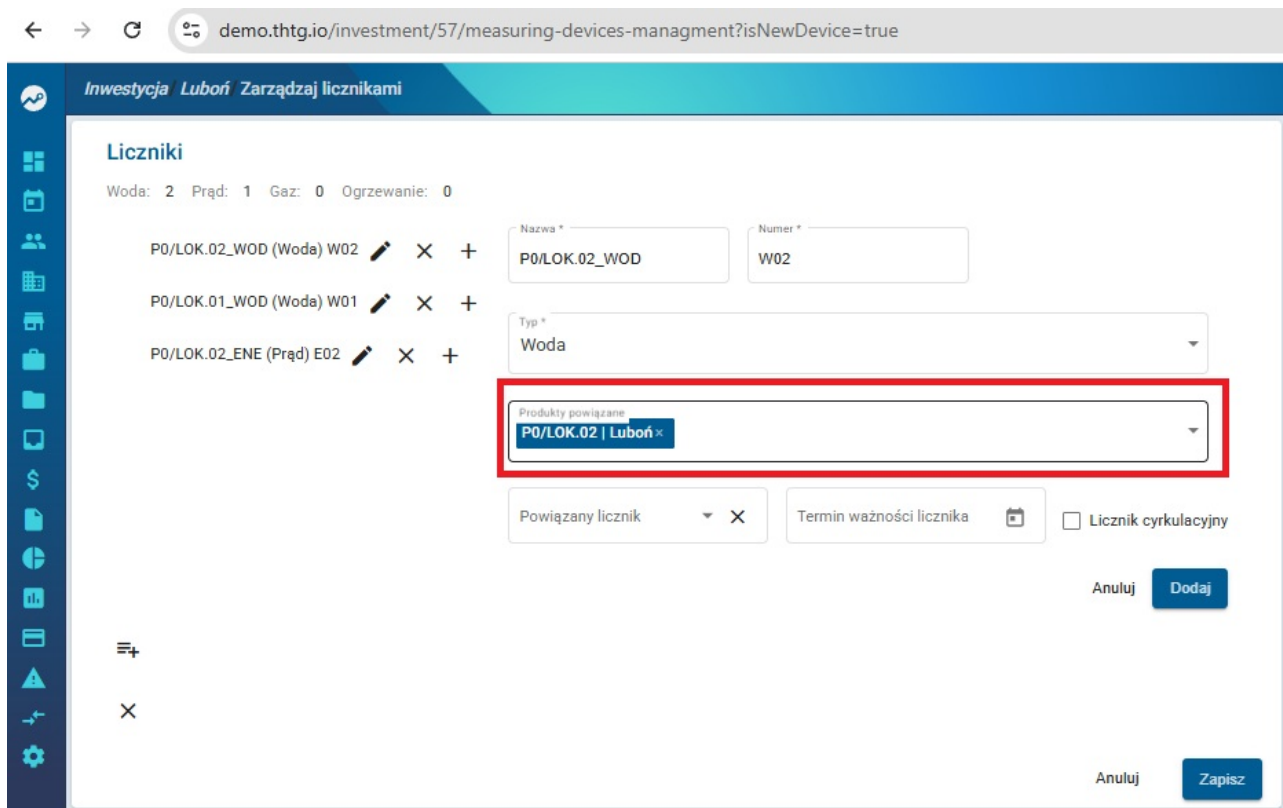 demo.thtg.io/investment/57/measuring-devices-managment?isNewDevice=true
Inwestycja/ Luboń/ Zarządzaj licznikami
Liczniki
Woda: 2 Prąd: 1 Gaz: 0 Ogrzewanie: 0
P0/LOK.02_WOD (Woda) W02
P0/LOK.01_WOD (Woda) W01
P0/LOK.02_ENE (Prąd) E02
Nazwa *
P0/LOK.02_WOD
Numer *
W02
Typ *
Woda
Produkty powiązane
P0/LOK.02 | Luboń ×
Powiązany licznik
Termin ważności licznika
Licznik cyrkulacyjny
Anuluj
Dodaj
Anuluj
Zapisz